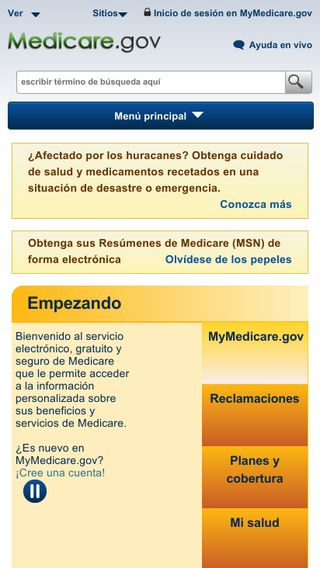 Ver Sitios Inicio de sesión en MyMedicare.gov
Medicare.gov Ayuda en vivo
escribir término de búsqueda aquí
Menú principal
¿Afectado por los huracanes? Obtenga cuidado
de salud y medicamentos recetados en una
situación de desastre o emergencia.
Conozca más
Obtenga sus Resúmenes de Medicare (MSN) de
forma electrónica Olvídese de los pepeles
Empezando
Bienvenido al servicio
electrónico, gratuito y
seguro de Medicare
que le permite acceder
a la información
personalizada sobre
sus beneficios y
servicios de Medicare.
¿Es nuevo en
MyMedicare.gov?
¡Cree una cuenta!
MyMedicare.gov
Reclamaciones
Planes y
cobertura
Mi salud